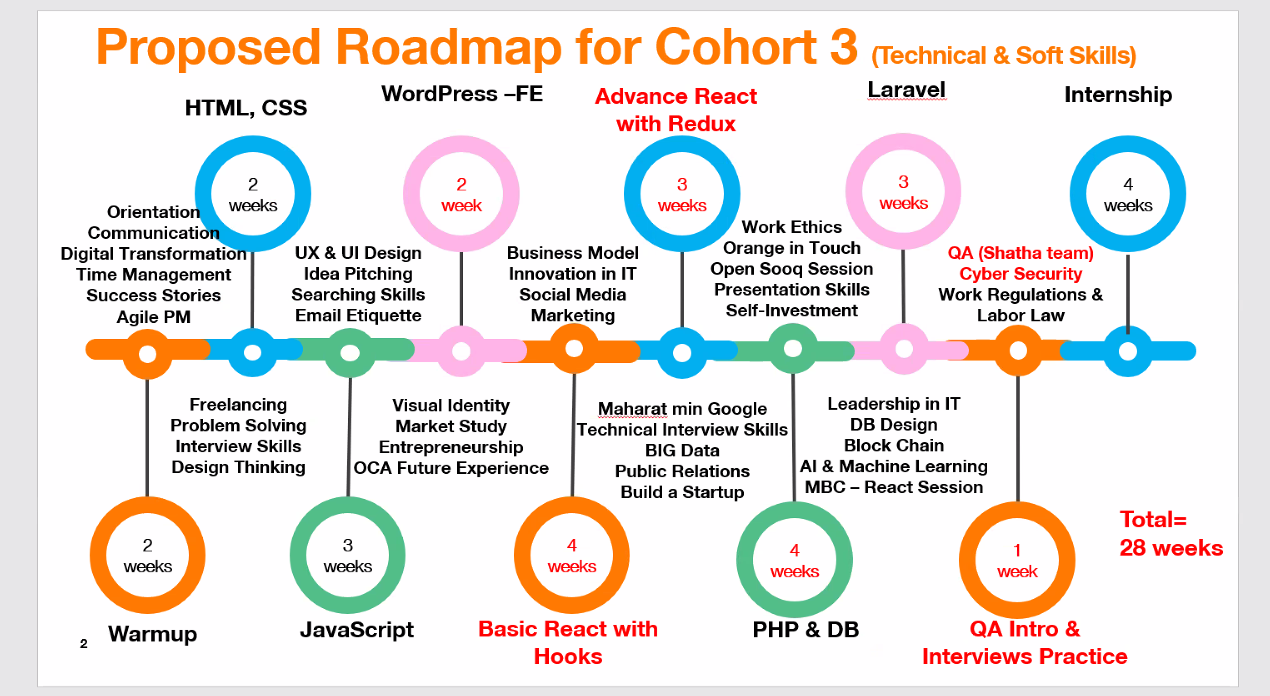 Proposed Roadmap for Cohort 3 (Technical & Soft Skills)
HTML, CSS
WordPress –FE
Advance React
with Redux
Laravel
Internship
2
weeks
2
week
3
weeks
3
weeks
4
weeks
Orientation
Communication
Digital Transformation
Time Management
Success Stories
Agile PM
UX & UI Design
Idea Pitching
Searching Skills
Email Etiquette
Business Model
Innovation in IT
Social Media
Marketing
Work Ethics
Orange in Touch
Open Sooq Session
Presentation Skills
Self-Investment
QA (Shatha team)
Cyber Security
Work Regulations &
Labor Law
Freelancing
Problem Solving
Interview Skills
Design Thinking
Visual Identity
Market Study
Entrepreneurship
OCA Future Experience
Maharat min Google
Technical Interview Skills
BIG Data
Public Relations
Build a Startup
Leadership in IT
DB Design
Block Chain
AI & Machine Learning
MBC – React Session
2
weeks
3
weeks
4
weeks
4
weeks
1
week
Total=
28 weeks
Warmup
JavaScript
Basic React with
Hooks
PHP & DB
QA Intro &
Interviews Practice
2